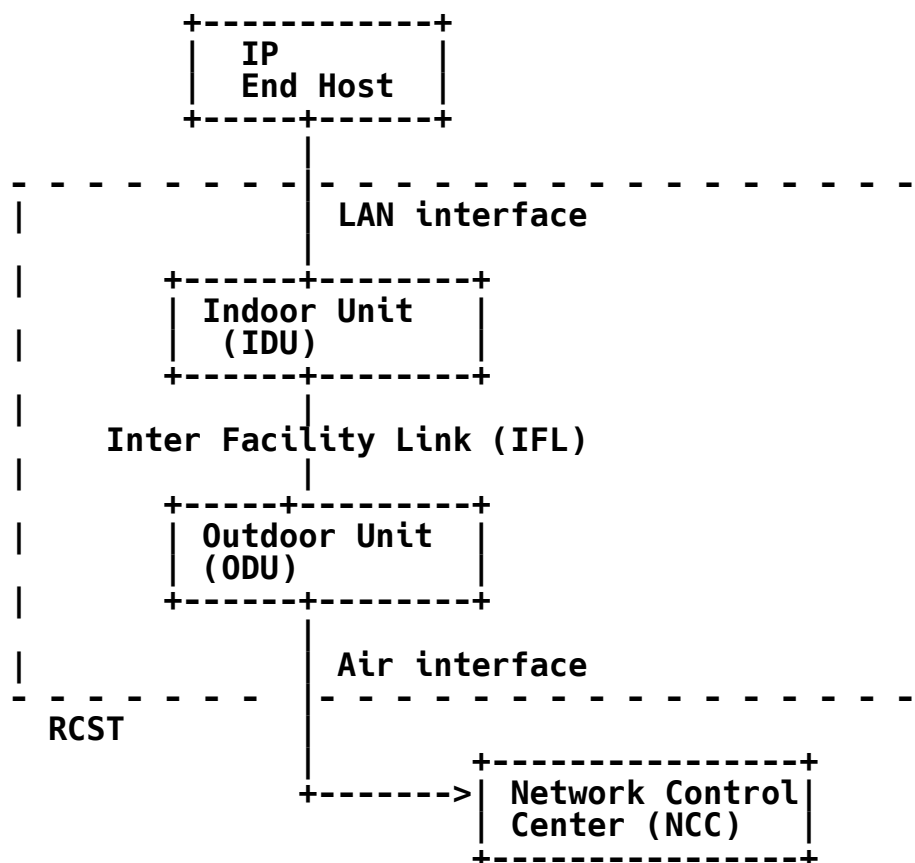 IP
End Host
LAN interface
Indoor Unit
(IDU)
Inter Facility Link (IFL)
Outdoor Unit
(ODU)
Air interface
RCST
Network Control
Center (NCC)